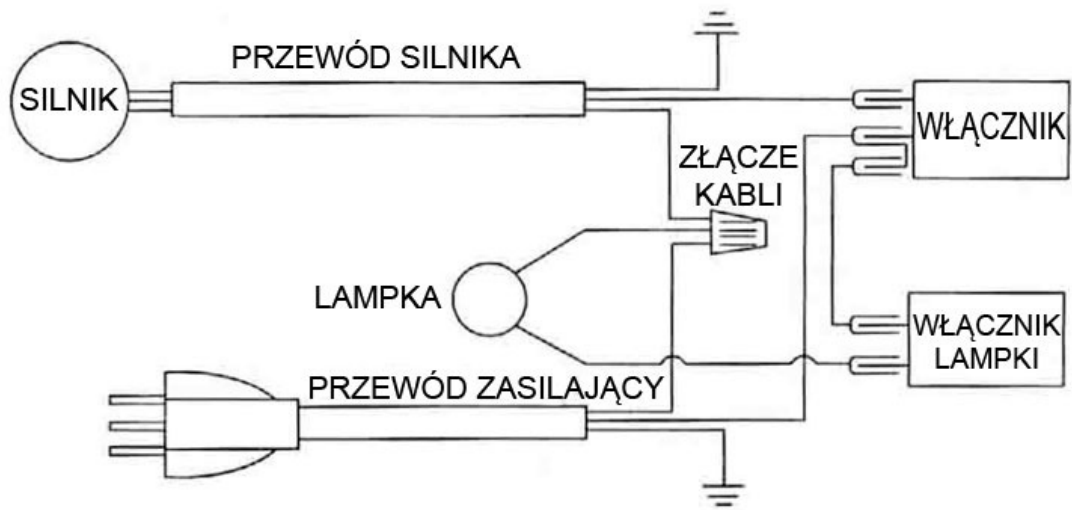 PRZEWÓD SILNIKA
SILNIK
WŁĄCZNIK
ZŁĄCZE
KABLI
LAMPKA
WŁĄCZNIK
LAMPKI
PRZEWÓD ZASILAJĄCY